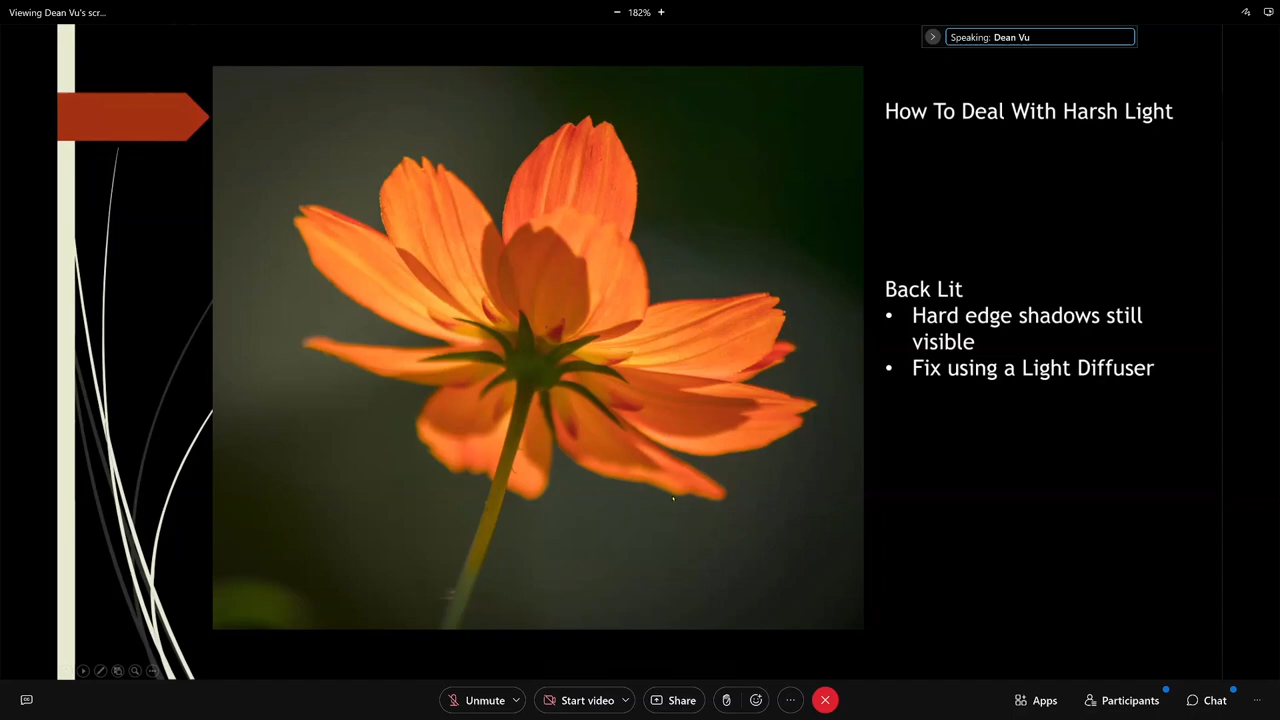 Viewing Dean Vu's scr...
182%
Speaking: Dean Vu
How To Deal With Harsh Light
Back Lit
• Hard edge shadows still
visible
• Fix using a Light Diffuser
Unmute
Start video
Share
Apps
Participants
Chat